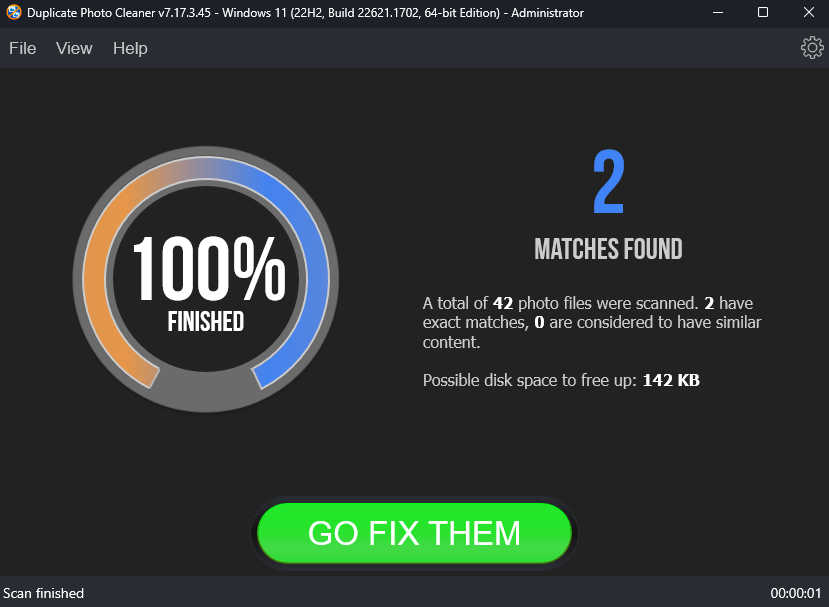 Duplicate Photo Cleaner v7.17.3.45 - Windows 11 (22H2, Build 22621.1702, 64-bit Edition) - Administrator
File View Help
100%
FINISHED
2
MATCHES FOUND
A total of 42 photo files were scanned. 2 have
exact matches, 0 are considered to have similar
content.
Possible disk space to free up: 142 KB
GO FIX THEM
Scan finished 00:00:01